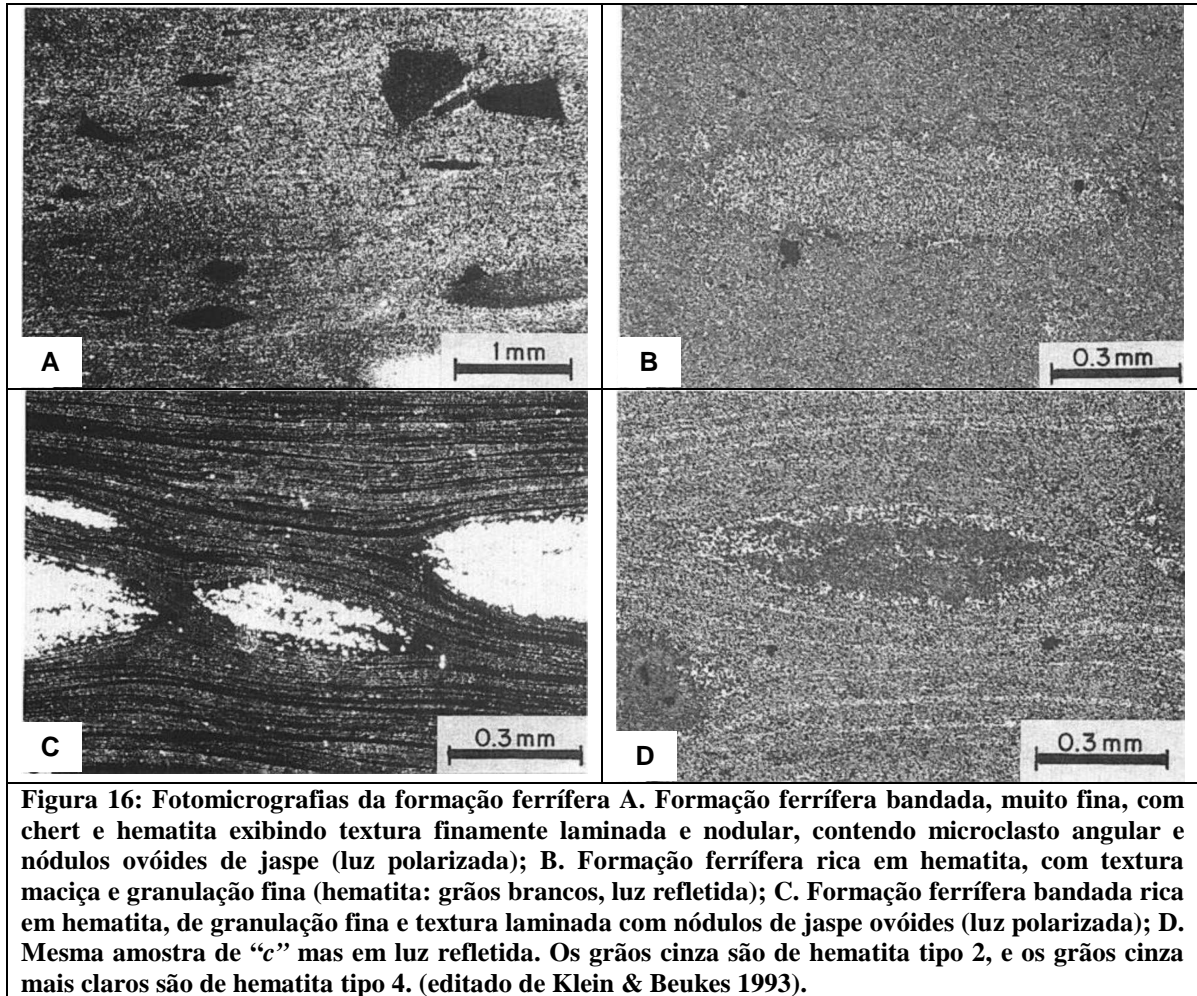 A
1 mm
B
0.3 mm
C
0.3 mm
D
0.3 mm
Figura 16: Fotomicrografias da formação ferrífera A. Formação ferrífera bandada, muito fina, com
chert e hematita exibindo textura finamente laminada e nodular, contendo microclasto angular e
nódulos ovóides de jaspe (luz polarizada); B. Formação ferrífera rica em hematita, com textura
maciça e granulação fina (hematita: grãos brancos, luz refletida); C. Formação ferrífera bandada rica
em hematita, de granulação fina e textura laminada com nódulos de jaspe ovóides (luz polarizada); D.
Mesma amostra de “c” mas em luz refletida. Os grãos cinza são de hematita tipo 2, e os grãos cinza
mais claros são de hematita tipo 4. (editado de Klein & Beukes 1993).